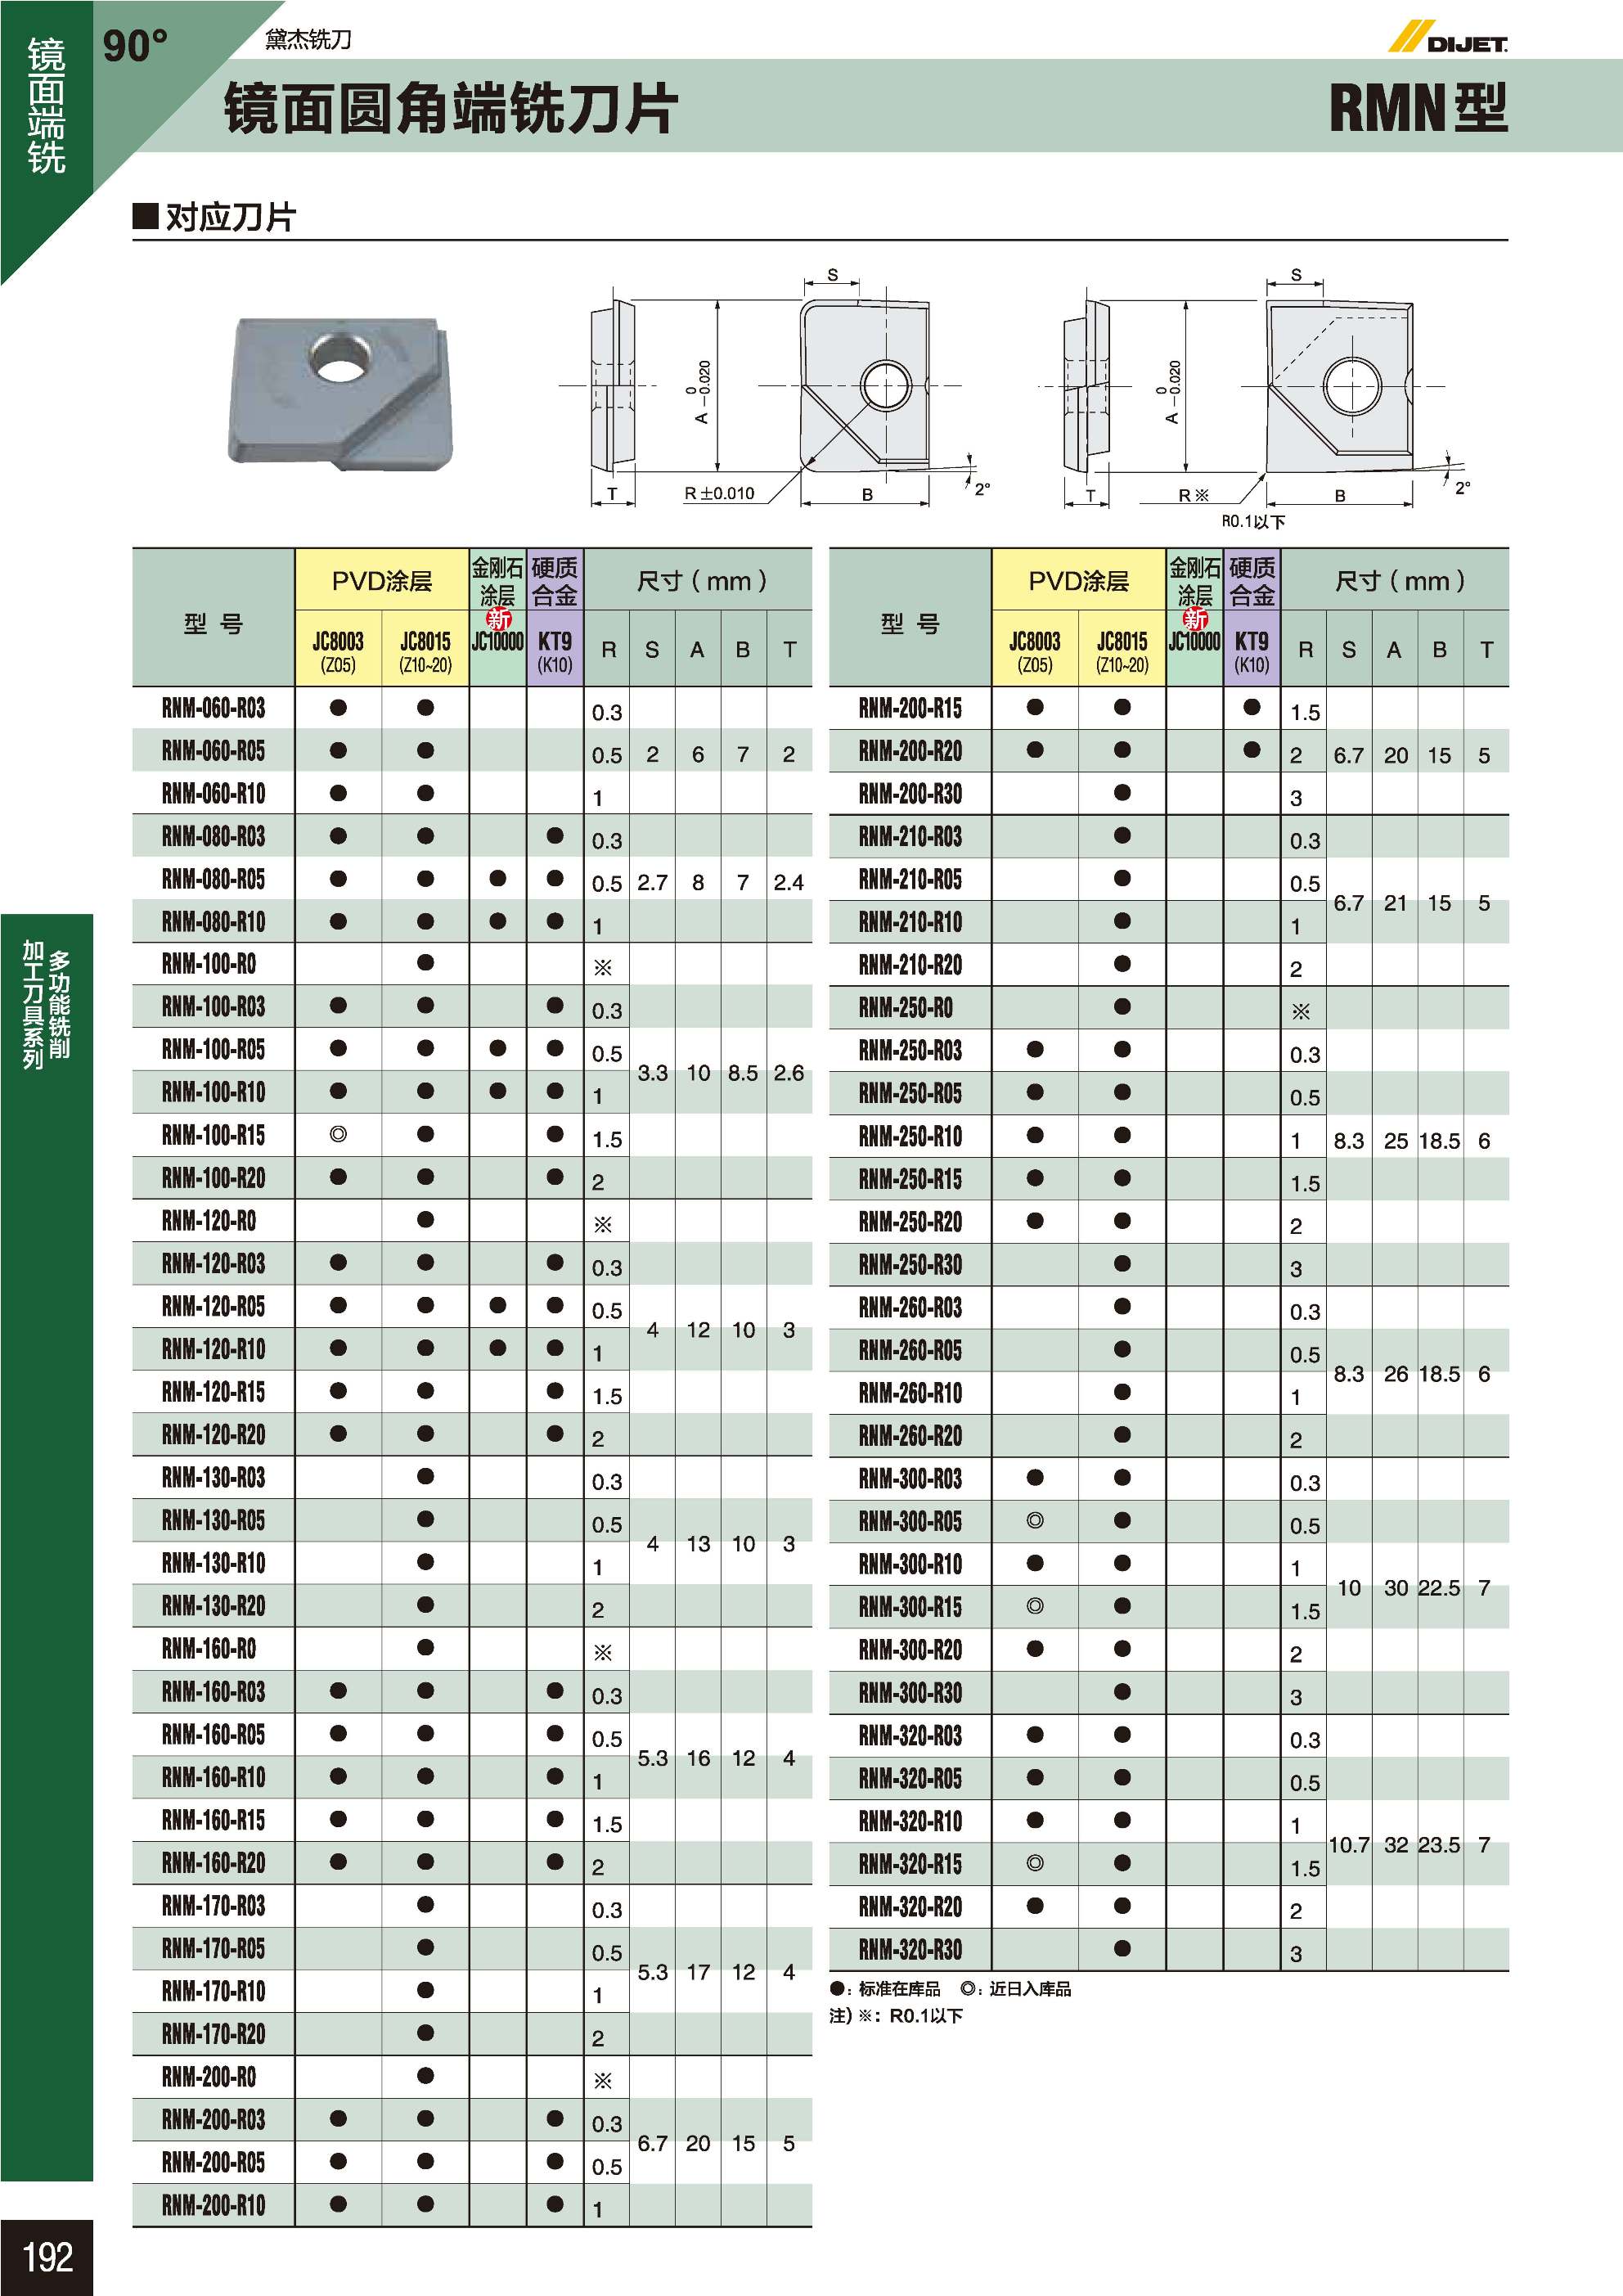 镜面端铣
90°
黛杰铣刀
DIJET
镜面圆角端铣刀片
RMN型
■ 对应刀片
S
A 0 −0.020
T
R±0.010
B
2°
S
A 0 −0.020
T
R※
B
2°
R0.1以下
型 号 PVD涂层 金刚石涂层 硬质合金 尺寸（mm）
JC8003 (Z05) JC8015 (Z10~20) 新 JC10000 KT9 (K10) R S A B T
RNM-060-R03 ● ● 0.3
RNM-060-R05 ● ● 0.5 2 6 7 2
RNM-060-R10 ● ● 1
RNM-080-R03 ● ● ● 0.3
RNM-080-R05 ● ● ● ● 0.5 2.7 8 7 2.4
RNM-080-R10 ● ● ● ● 1
RNM-100-R0 ● ※
RNM-100-R03 ● ● ● 0.3
RNM-100-R05 ● ● ● ● 0.5
3.3 10 8.5 2.6
RNM-100-R10 ● ● ● ● 1
RNM-100-R15 ◎ ● ● 1.5
RNM-100-R20 ● ● ● 2
RNM-120-R0 ● ※
RNM-120-R03 ● ● ● 0.3
RNM-120-R05 ● ● ● ● 0.5
4 12 10 3
RNM-120-R10 ● ● ● ● 1
RNM-120-R15 ● ● ● 1.5
RNM-120-R20 ● ● ● 2
RNM-130-R03 ● 0.3
RNM-130-R05 ● 0.5
4 13 10 3
RNM-130-R10 ● 1
RNM-130-R20 ● 2
RNM-160-R0 ● ※
RNM-160-R03 ● ● ● 0.3
RNM-160-R05 ● ● ● 0.5
5.3 16 12 4
RNM-160-R10 ● ● ● 1
RNM-160-R15 ● ● ● 1.5
RNM-160-R20 ● ● ● 2
RNM-170-R03 ● 0.3
RNM-170-R05 ● 0.5
5.3 17 12 4
RNM-170-R10 ● 1
RNM-170-R20 ● 2
RNM-200-R0 ● ※
RNM-200-R03 ● ● ● 0.3
6.7 20 15 5
RNM-200-R05 ● ● ● 0.5
RNM-200-R10 ● ● ● 1
型 号 PVD涂层 金刚石涂层 硬质合金 尺寸（mm）
JC8003 (Z05) JC8015 (Z10~20) 新 JC10000 KT9 (K10) R S A B T
RNM-200-R15 ● ● ● 1.5
RNM-200-R20 ● ● ● 2 6.7 20 15 5
RNM-200-R30 ● 3
RNM-210-R03 ● 0.3
RNM-210-R05 ● 0.5
6.7 21 15 5
RNM-210-R10 ● 1
RNM-210-R20 ● 2
RNM-250-R0 ● ※
RNM-250-R03 ● ● 0.3
RNM-250-R05 ● ● 0.5
RNM-250-R10 ● ● 1 8.3 25 18.5 6
RNM-250-R15 ● ● 1.5
RNM-250-R20 ● ● 2
RNM-250-R30 ● 3
RNM-260-R03 ● 0.3
RNM-260-R05 ● 0.5
8.3 26 18.5 6
RNM-260-R10 ● 1
RNM-260-R20 ● 2
RNM-300-R03 ● ● 0.3
RNM-300-R05 ◎ ● 0.5
RNM-300-R10 ● ● 1
10 30 22.5 7
RNM-300-R15 ◎ ● 1.5
RNM-300-R20 ● ● 2
RNM-300-R30 ● 3
RNM-320-R03 ● ● 0.3
RNM-320-R05 ● ● 0.5
RNM-320-R10 ● ● 1
10.7 32 23.5 7
RNM-320-R15 ◎ ● 1.5
RNM-320-R20 ● ● 2
RNM-320-R30 ● 3
●：标准在库品 ◎：近日入库品
注）※：R0.1以下
多功能铣削
加工刀具系列
192